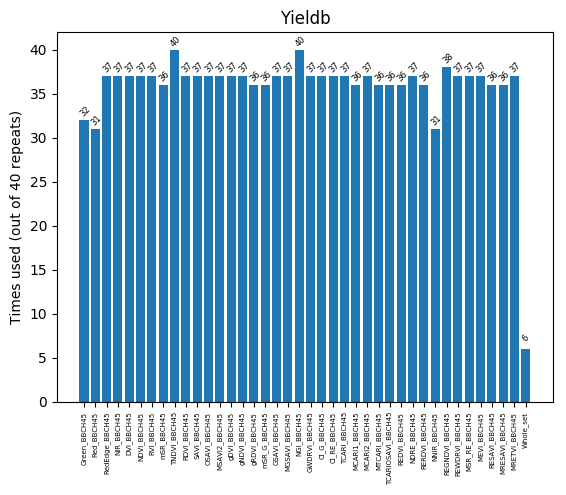 Yieldb
Times used (out of 40 repeats)
40
35
30
25
20
15
10
5
0
32
31
37
37
37
37
37
36
40
37
37
37
37
37
37
36
36
37
37
40
37
37
37
37
36
37
36
36
36
37
36
31
38
37
37
37
36
36
37
6
Green_BBCH45
Red_BBCH45
RedEdge_BBCH45
NIR_BBCH45
DVI_BBCH45
NDVI_BBCH45
RVI_BBCH45
mSR_BBCH45
TNDVI_BBCH45
RDVI_BBCH45
SAVI_BBCH45
OSAVI_BBCH45
MSAVI2_BBCH45
gDVI_BBCH45
gNDVI_BBCH45
gRDVI_BBCH45
mSR_G_BBCH45
GSAVI_BBCH45
MGSAVI_BBCH45
NGI_BBCH45
GWDRVI_BBCH45
CI_G_BBCH45
CI_RE_BBCH45
TCARI_BBCH45
MCARI1_BBCH45
MCARI2_BBCH45
MTCARI_BBCH45
TCARIOSAVI_BBCH45
REDVI_BBCH45
NDRE_BBCH45
RERDVI_BBCH45
NNIR_BBCH45
REGNDVI_BBCH45
REWDRVI_BBCH45
MSR_RE_BBCH45
MEVI_BBCH45
RESAVI_BBCH45
MRESAVI_BBCH45
MRETVI_BBCH45
Whole_set